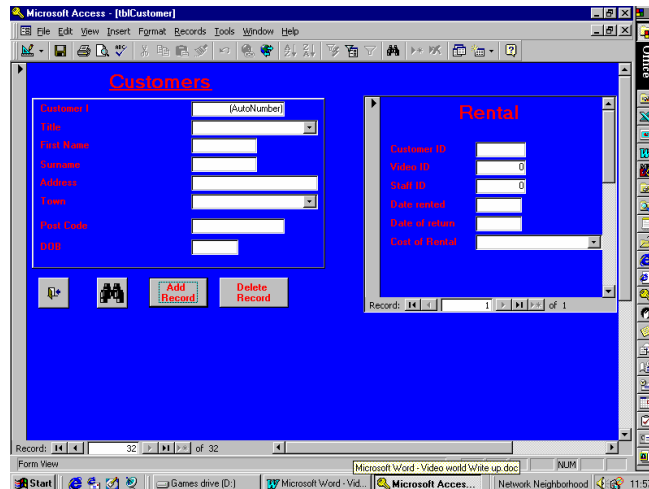 Microsoft Access - [tblCustomer]
File Edit View Insert Format Records Tools Window Help
Office
Customers
Customer I
(AutoNumber)
Title
First Name
Surname
Address
Town
Post Code
DOB
Add Record
Delete Record
Rental
Customer ID
Video ID 0
Staff ID 0
Date rented
Date of return
Cost of Rental
Record: 1 of 1
Record: 32 of 32
Form View
NUM
Microsoft Word - Video world Write up.doc
Start
Games drive (D:)
Microsoft Word - Vid...
Microsoft Acces...
Network Neighborhood
11:5